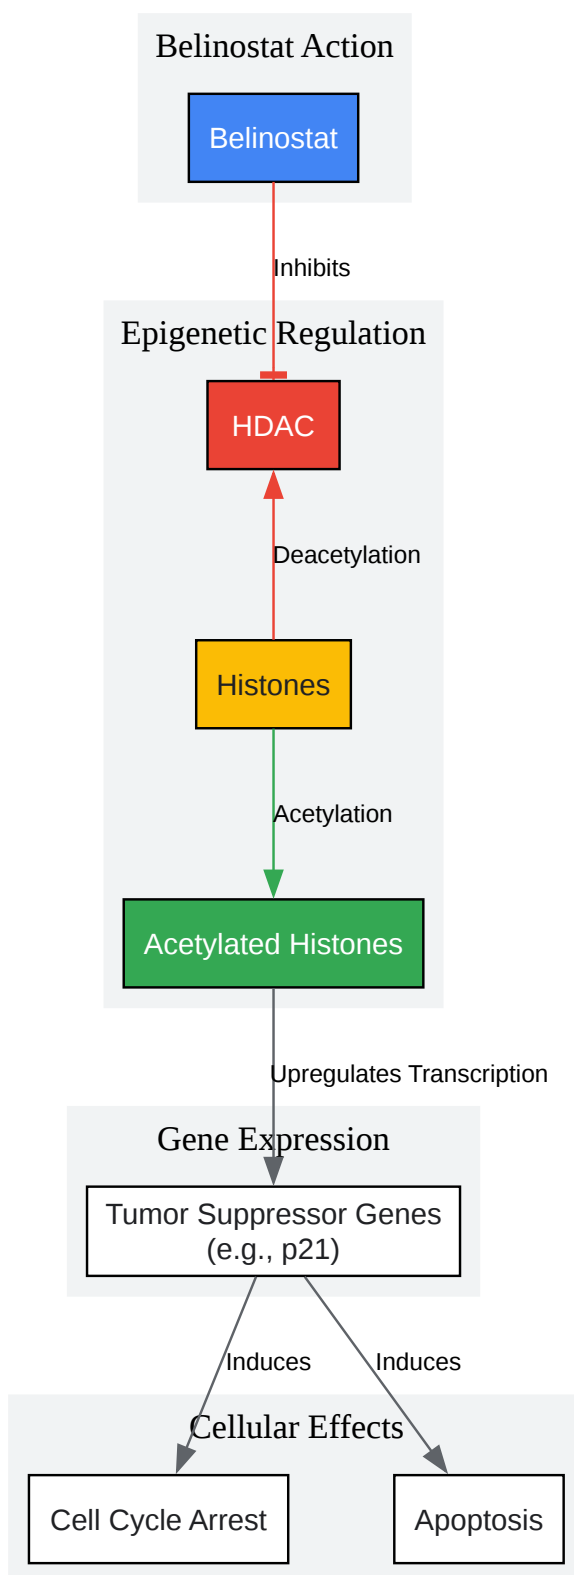 Belinostat Action
Belinostat
Inhibits
Epigenetic Regulation
HDAC
Deacetylation
Histones
Acetylation
Acetylated Histones
Upregulates Transcription
Gene Expression
Tumor Suppressor Genes
(e.g., p21)
Induces
Induces
Cellular Effects
Cell Cycle Arrest
Apoptosis